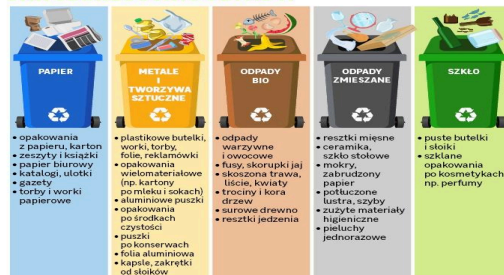 PAPIER
• opakowania
z papieru, karton
• zeszyty i książki
• papier biurowy
• katalogi, ulotki
• gazety
• torby i worki
papierowe
METALE
I
TWORZYWA
SZTUCZNE
• plastikowe butelki,
worki, torby,
folie, reklamówki
• opakowania
wielomateriałowe
(np. kartony
po mleku i sokach)
• aluminiowe puszki
• opakowania
po środkach
czystości
• puszki
po konserwach
• folia aluminiowa
• kapsle, zakrętki
od słoików
ODPADY
BIO
• odpady
warzywne
i owocowe
• fusy, skorupki jaj
• skoszona trawa,
liście, kwiaty
• trociny i kora
drzew
• surowe drewno
• resztki jedzenia
ODPADY
ZMIESZANE
• resztki mięsne
• ceramika,
szkło stołowe
• mokry,
zabrudzony
papier
• potłuczone
lustra, szyby
• zużyte materiały
higieniczne
• pieluchy
jednorazowe
SZKŁO
• puste butelki
i słoiki
• szklane
opakowania
po kosmetykach
np. perfumy